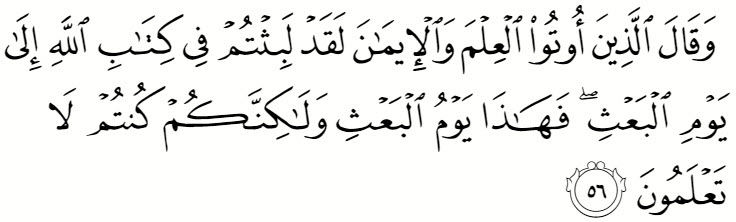 وَقَالَ ٱلَّذِينَ أُوتُوا۟ ٱلْعِلْمَ وَٱلْإِيمَـٰنَ لَقَدْ لَبِثْتُمْ فِى كِتَـٰبِ ٱللَّهِ إِلَىٰ
يَوْمِ ٱلْبَعْثِ ۖ فَهَـٰذَا يَوْمُ ٱلْبَعْثِ وَلَـٰكِنَّكُمْ كُنتُمْ لَا
تَعْلَمُونَ ٥٦